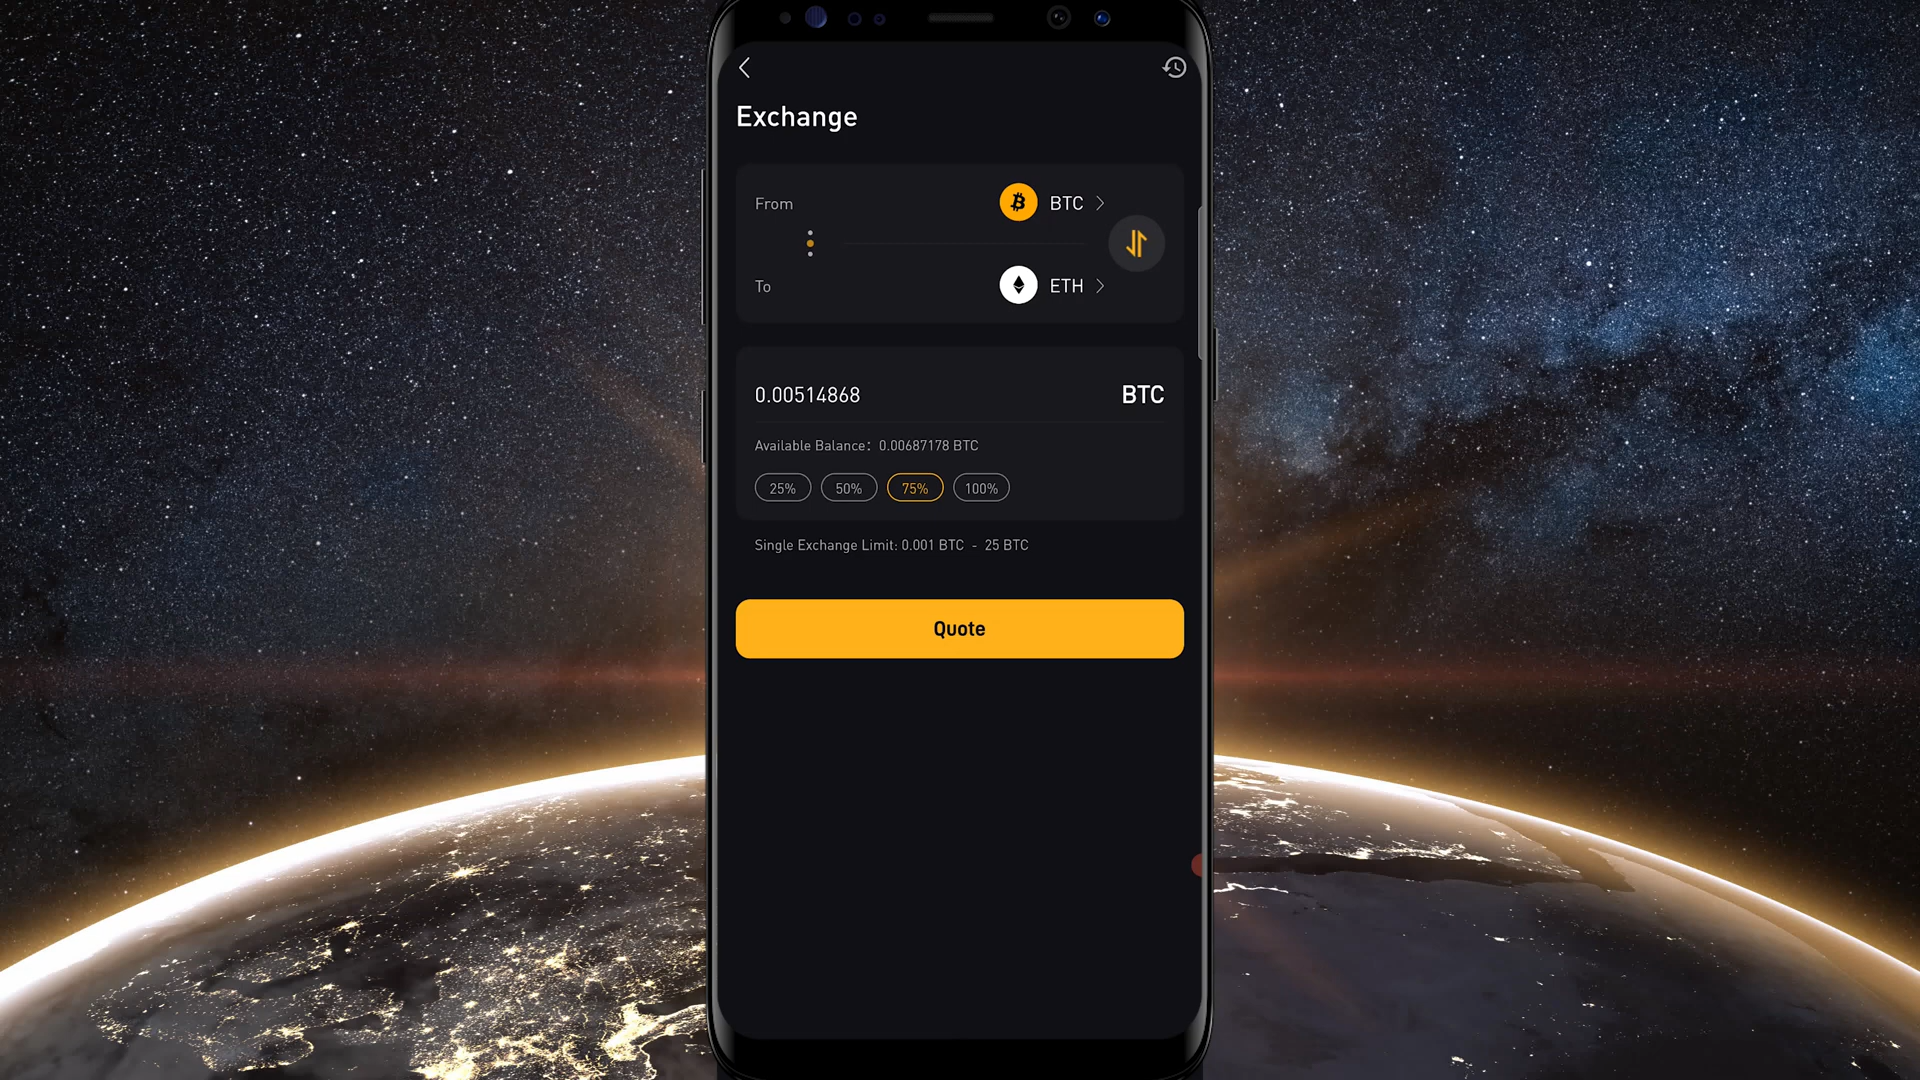 Exchange
From BTC
To ETH
0.00514868 BTC
Available Balance: 0.00687178 BTC
25% 50% 75% 100%
Single Exchange Limit: 0.001 BTC - 25 BTC
Quote